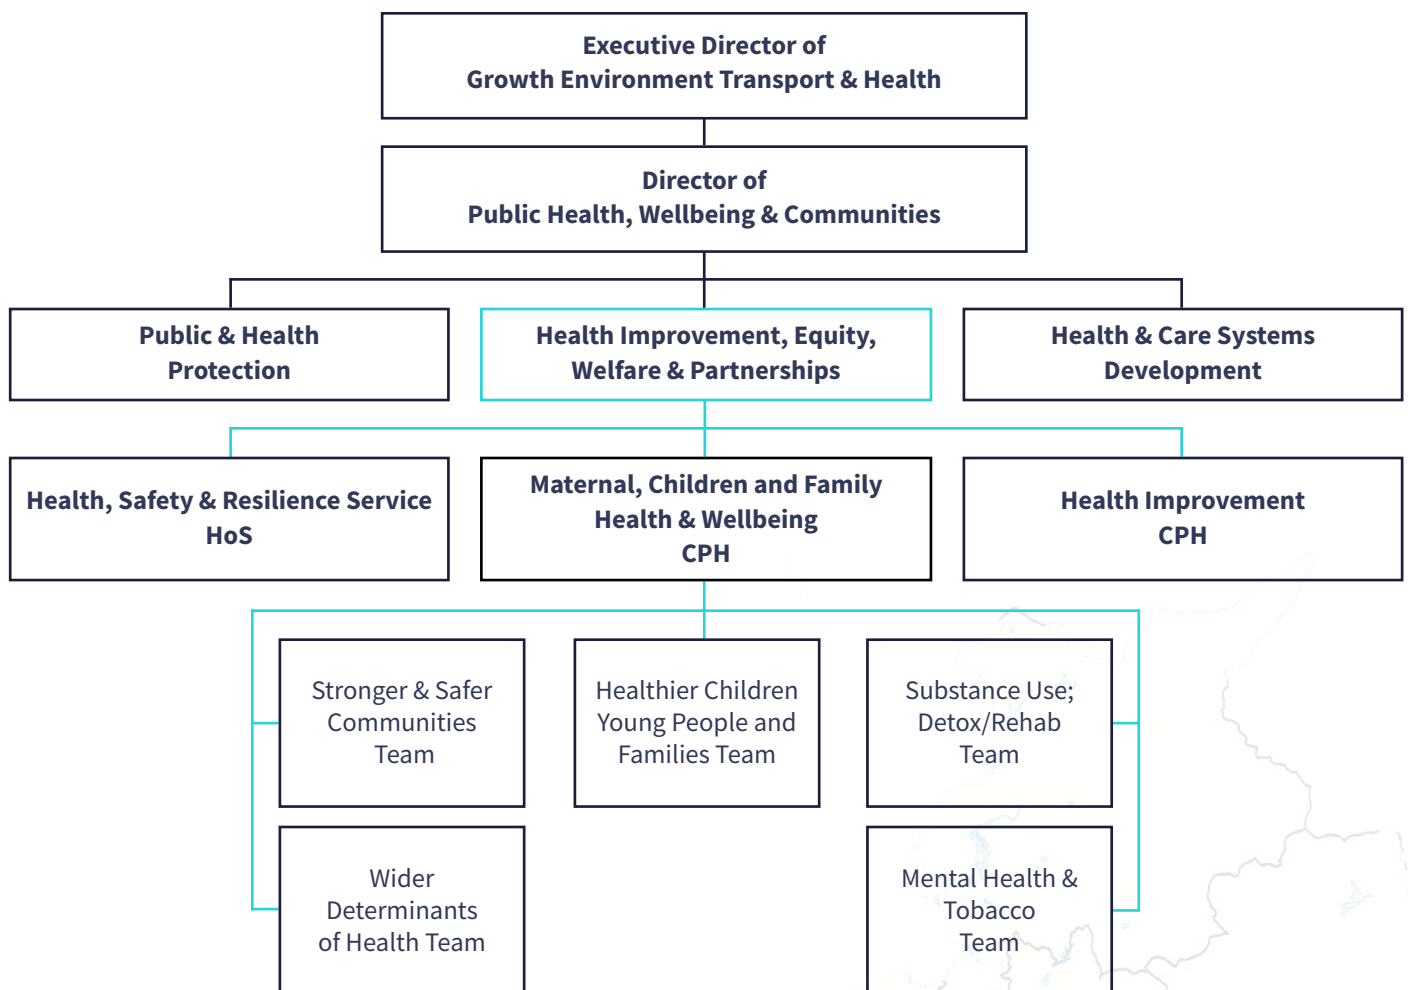 Executive Director of
Growth Environment Transport & Health
Director of
Public Health, Wellbeing & Communities
Public & Health
Protection
Health Improvement, Equity,
Welfare & Partnerships
Health & Care Systems
Development
Health, Safety & Resilience Service
HoS
Maternal, Children and Family
Health & Wellbeing
CPH
Health Improvement
CPH
Stronger & Safer
Communities
Team
Healthier Children
Young People and
Families Team
Substance Use;
Detox/Rehab
Team
Wider
Determinants
of Health Team
Mental Health &
Tobacco
Team